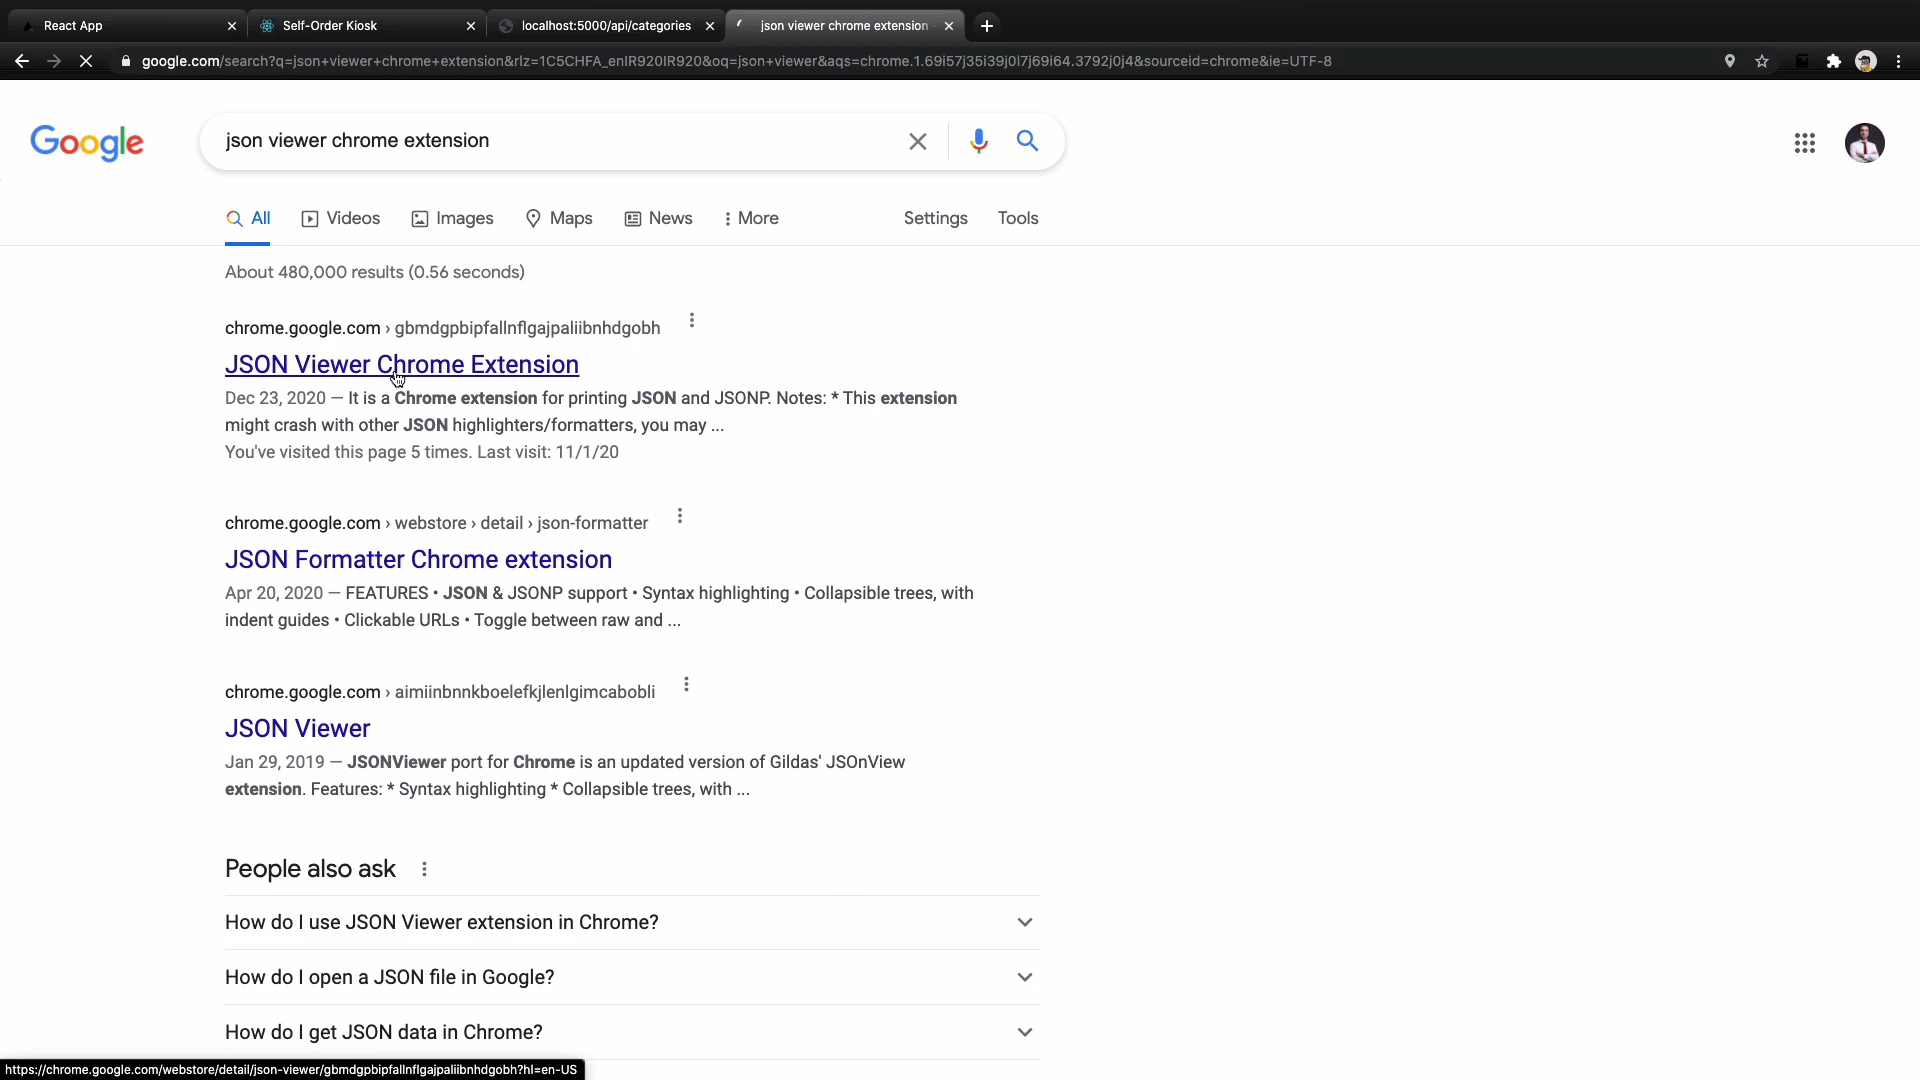 React App
Self-Order Kiosk
localhost:5000/api/categories
json viewer chrome extension
google.com/search?q=json+viewer+chrome+extension&rlz=1C5CHFA_enIR920IR920&oq=json+viewer&aqs=chrome.1.69i57j35i39j0l7j69i64.3792j0j4&sourceid=chrome&ie=UTF-8
Google
json viewer chrome extension
All
Videos
Images
Maps
News
More
Settings
Tools
About 480,000 results (0.56 seconds)
chrome.google.com › gbmdgpbipfallnflgajpaliibnhdgobh
JSON Viewer Chrome Extension
Dec 23, 2020 — It is a Chrome extension for printing JSON and JSONP. Notes: * This extension
might crash with other JSON highlighters/formatters, you may ...
You've visited this page 5 times. Last visit: 11/1/20
chrome.google.com › webstore › detail › json-formatter
JSON Formatter Chrome extension
Apr 20, 2020 — FEATURES • JSON & JSONP support • Syntax highlighting • Collapsible trees, with
indent guides • Clickable URLs • Toggle between raw and ...
chrome.google.com › aimiinbnnkboelefkjlenlgimcabobli
JSON Viewer
Jan 29, 2019 — JSONViewer port for Chrome is an updated version of Gildas' JSOnView
extension. Features: * Syntax highlighting * Collapsible trees, with ...
People also ask
How do I use JSON Viewer extension in Chrome?
How do I open a JSON file in Google?
How do I get JSON data in Chrome?
https://chrome.google.com/webstore/detail/json-viewer/gbmdgpbipfallnflgajpaliibnhdgobh?hl=en-US